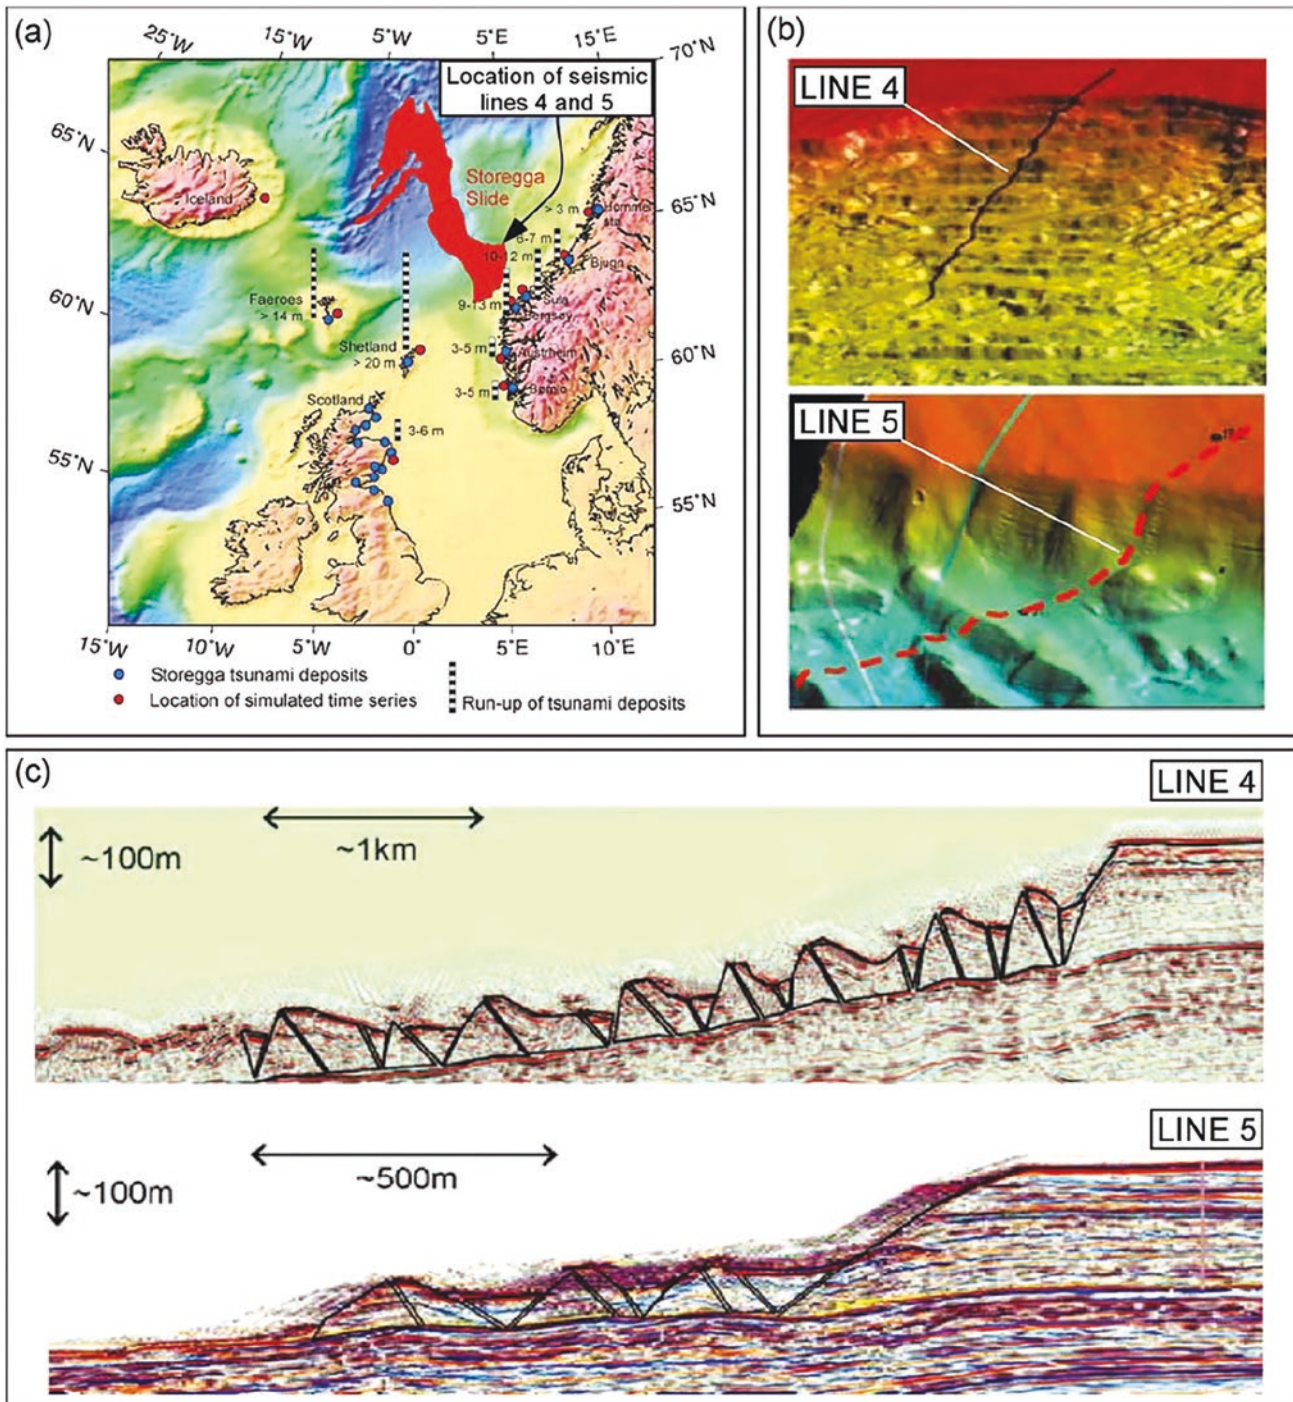 (a)
25°W
15°W
5°W
5°E
15°E
70°N
Location of seismic
lines 4 and 5
65°N
65°N
60°N
60°N
55°N
55°N
Iceland
Storegga
Slide
> 3 m
6-7 m
Bjugn
10-12 m
Sula
9-13 m
Bergsøy
Faeroes
> 14 m
Shetland
> 20 m
3-5 m
Austrheim
3-5 m
Bømlo
Scotland
3-6 m
15°W
10°W
5°W
0°
5°E
10°E
Storegga tsunami deposits
Location of simulated time series
Run-up of tsunami deposits
(b)
LINE 4
LINE 5
(c)
LINE 4
~1km
~100m
LINE 5
~500m
~100m